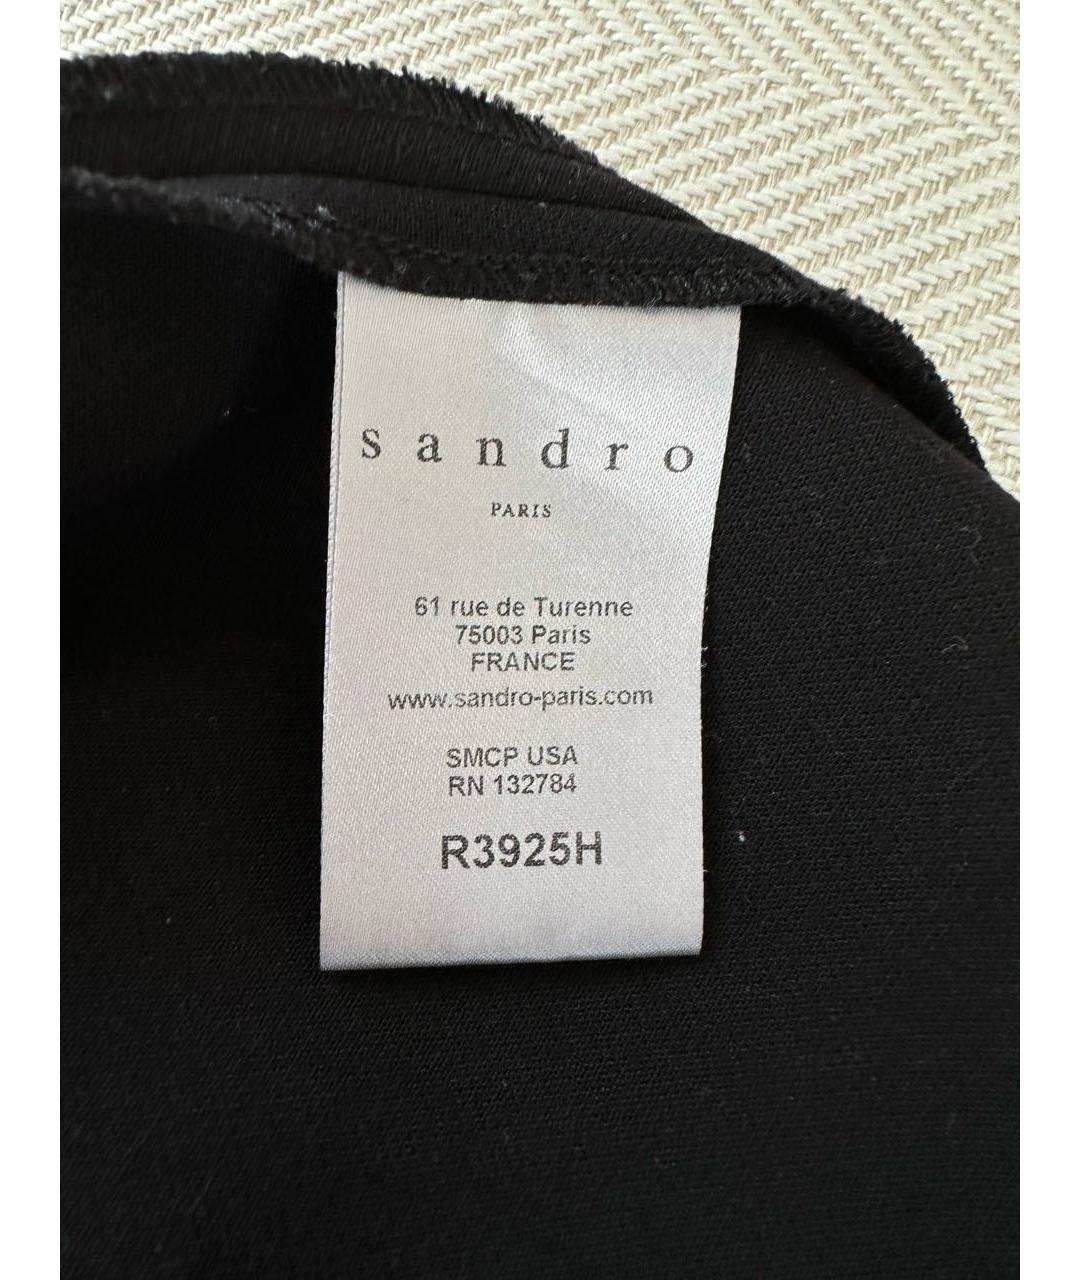 sandro
PARIS
61 rue de Turenne
75003 Paris
FRANCE
www.sandro-paris.com
SMCP USA
RN 132784
R3925H